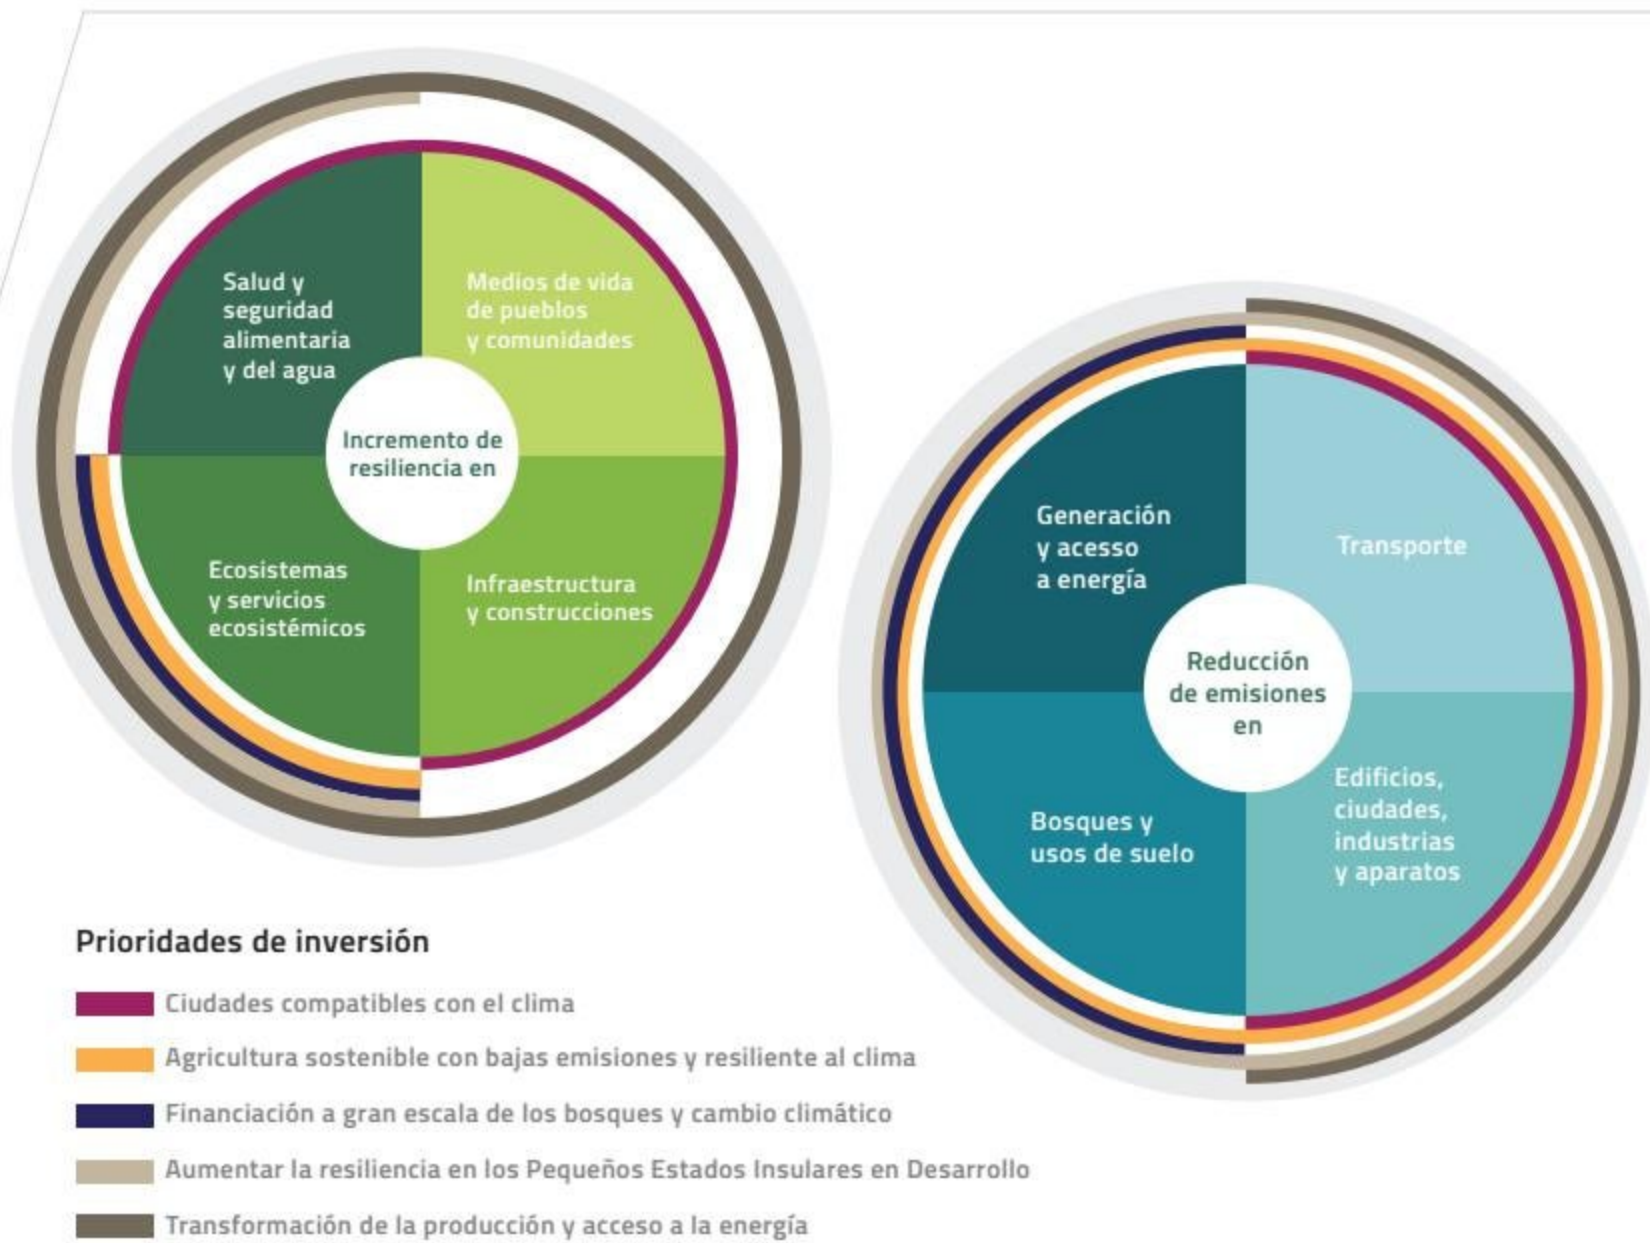 Salud y
seguridad
alimentaria
y del agua
Medios de vida
de pueblos
y comunidades
Incremento de
resiliencia en
Ecosistemas
y servicios
ecosistémicos
Infraestructura
y construcciones
Generación
y acesso
a energía
Transporte
Reducción
de emisiones
en
Bosques y
usos de suelo
Edificios,
ciudades,
industrias
y aparatos
Prioridades de inversión
Ciudades compatibles con el clima
Agricultura sostenible con bajas emisiones y resiliente al clima
Financiación a gran escala de los bosques y cambio climático
Aumentar la resiliencia en los Pequeños Estados Insulares en Desarrollo
Transformación de la producción y acceso a la energía